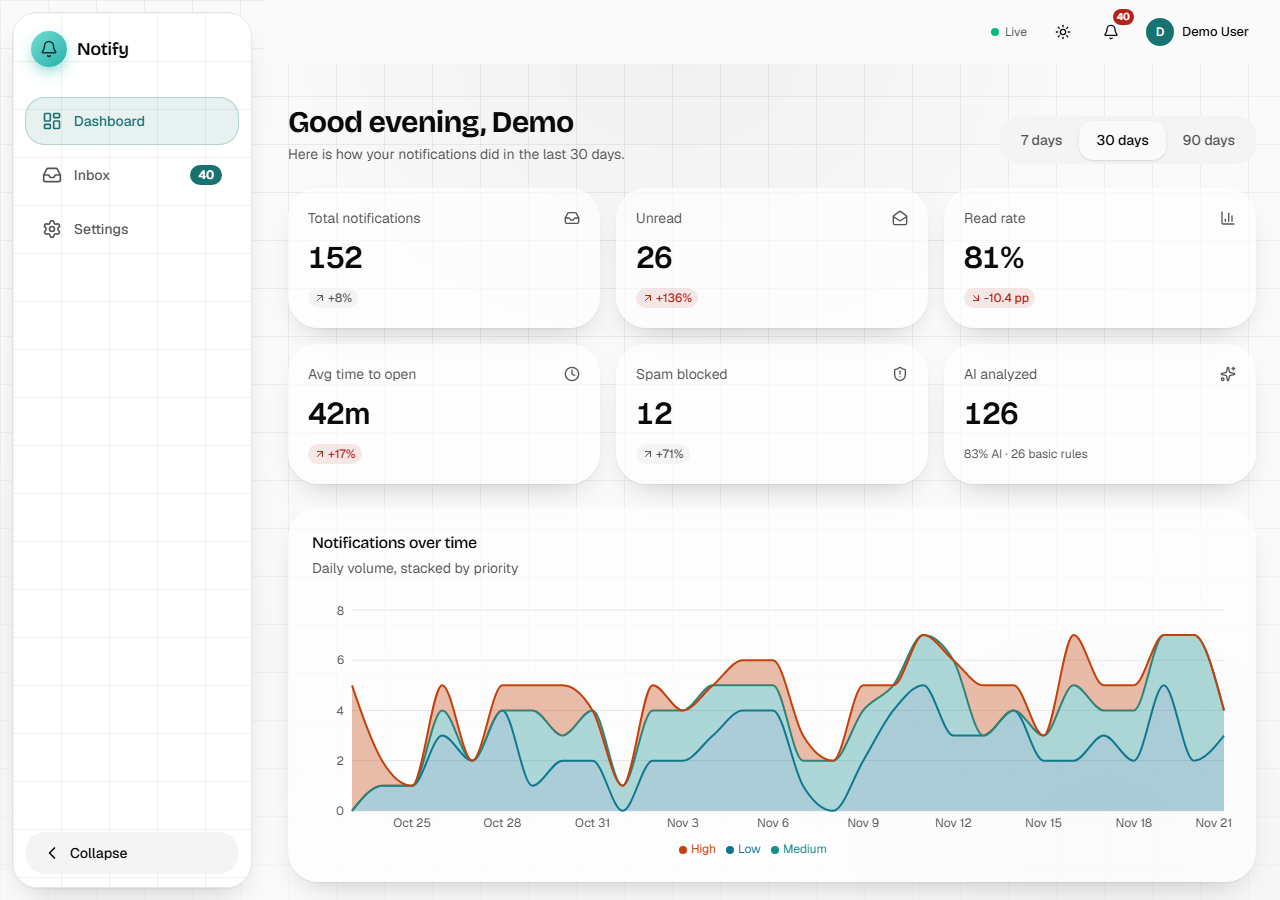 Notify
Dashboard
Inbox 40
Settings
Collapse
Live
40
D Demo User
Good evening, Demo
Here is how your notifications did in the last 30 days.
7 days 30 days 90 days
Total notifications
152
+8%
Unread
26
+136%
Read rate
81%
-10.4 pp
Avg time to open
42m
+17%
Spam blocked
12
+71%
AI analyzed
126
83% AI · 26 basic rules
Notifications over time
Daily volume, stacked by priority
8
6
4
2
0
Oct 25 Oct 28 Oct 31 Nov 3 Nov 6 Nov 9 Nov 12 Nov 15 Nov 18 Nov 21
High Low Medium